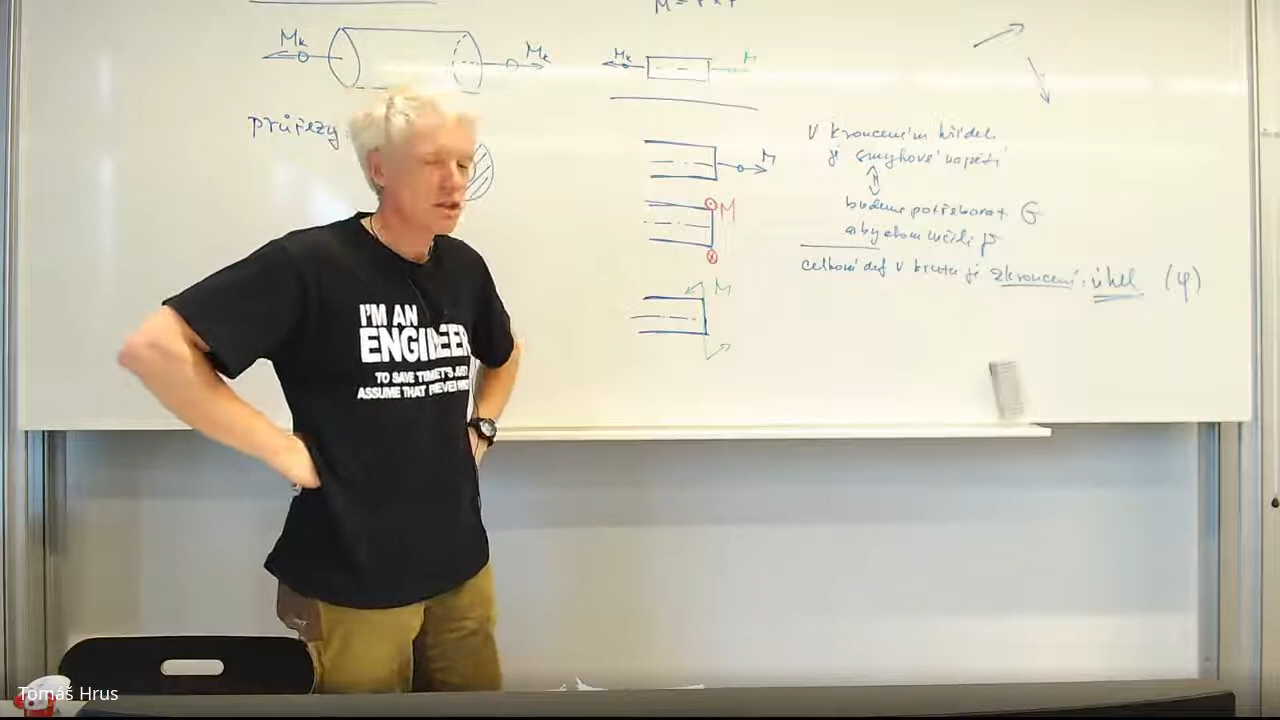 M = r x F
Mk
Mk
Mk
M
průřezy:
M
M
M
V krouceném hřídeli
je smykové napětí
budeme potřebovat G
abychom určili γ
celková def v krutu je zkroucení. úhel (φ)
I'M AN
ENGINEER
TO SAVE TIME LET'S JUST
ASSUME THAT I'M NEVER WRONG
Tomáš Hrus